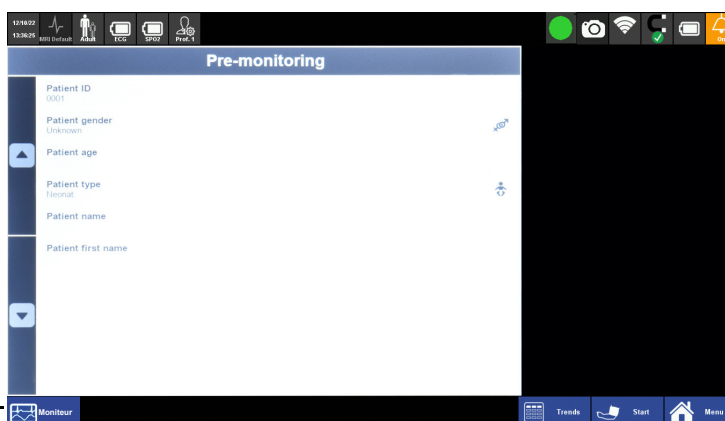 12/10/22
13:36:25
MRI Default
Adult
ECG
SPO2
Prof. 1
On
Pre-monitoring
Patient ID
0001
Patient gender
Unknown
Patient age
Patient type
Neonat
Patient name
Patient first name
Moniteur
Trends
Start
Menu